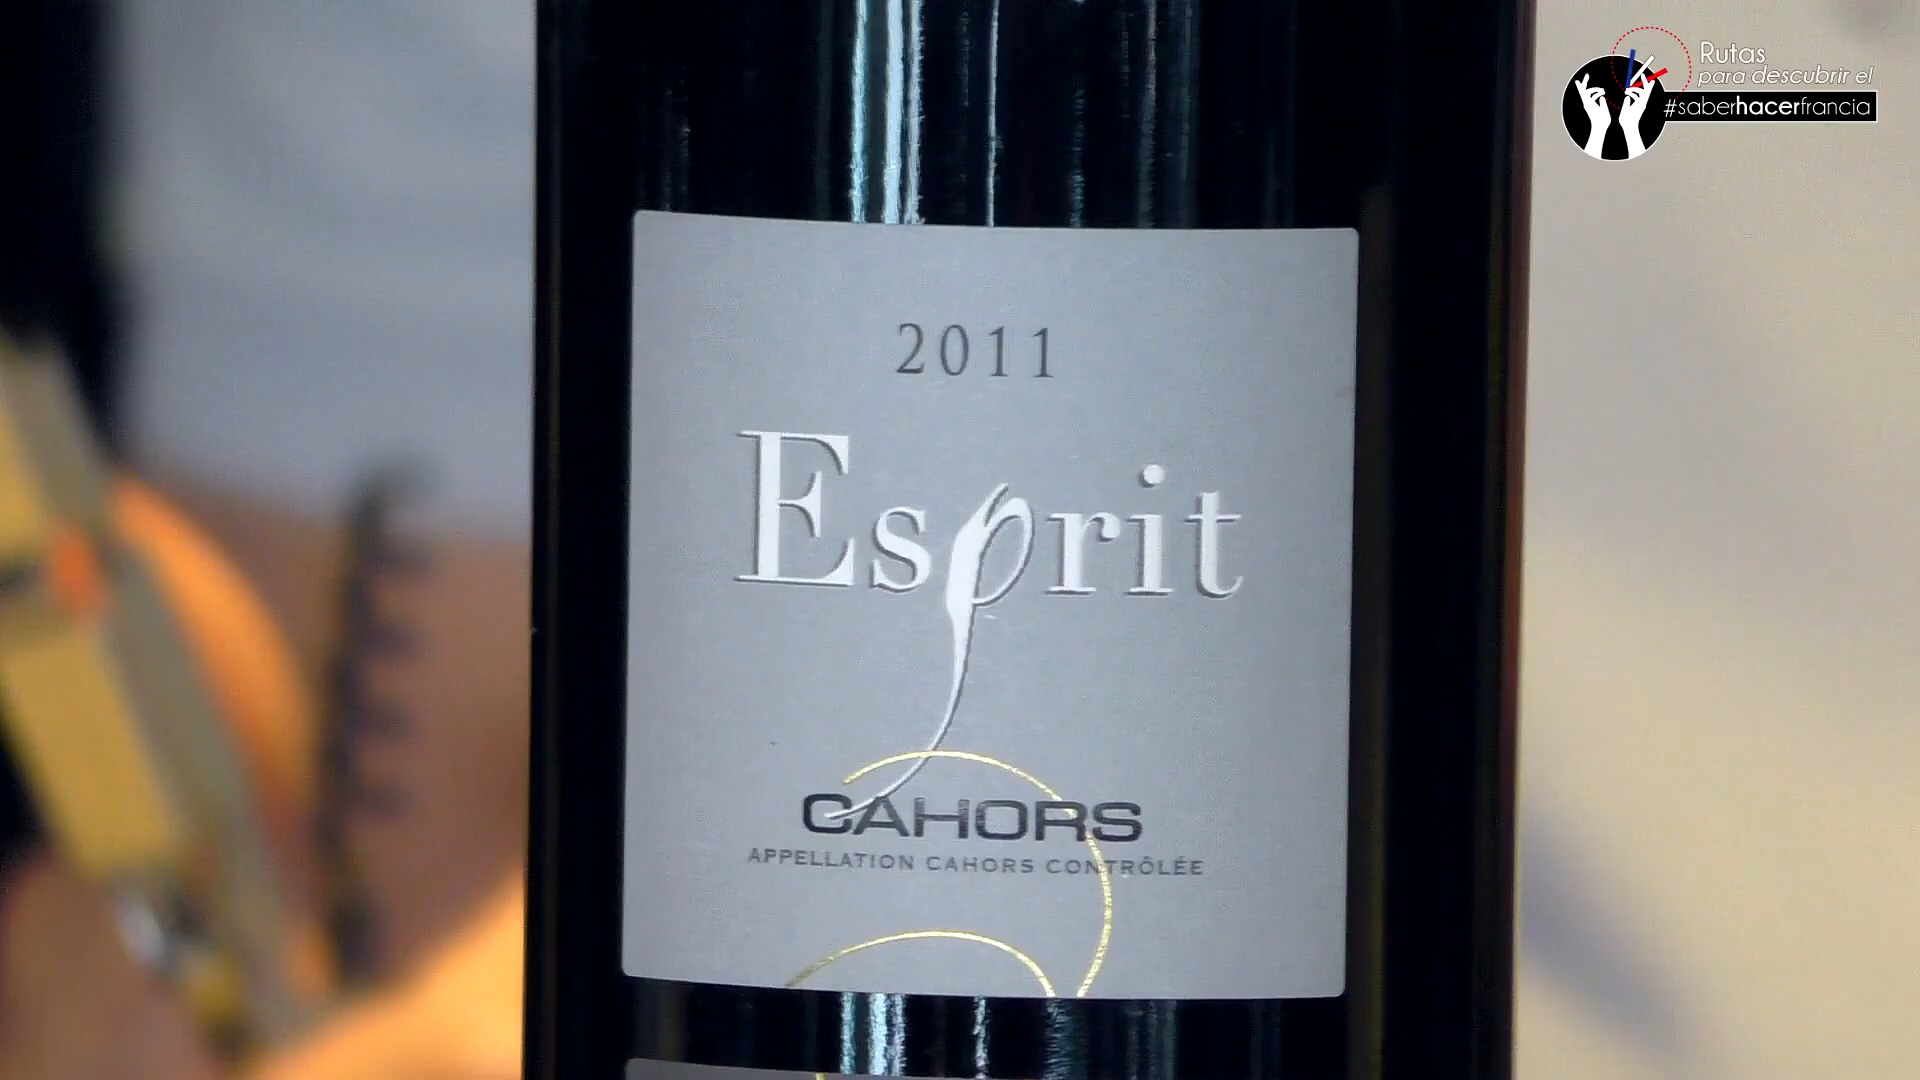 Rutas
para descubrir el
#saberhacerfrancia
2011
Esprit
CAHORS
APPELLATION CAHORS CONTRÔLÉE